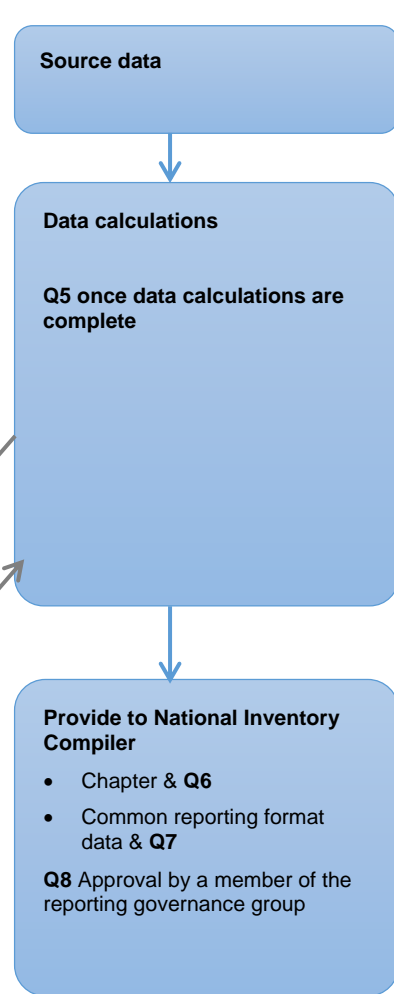 Source data
Data calculations
Q5 once data calculations are
complete
Provide to National Inventory
Compiler
• Chapter & Q6
• Common reporting format
data & Q7
Q8 Approval by a member of the
reporting governance group